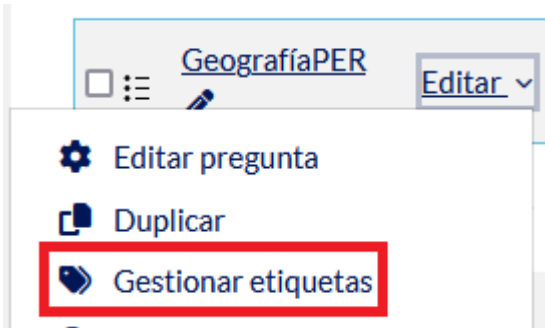 GeografíaPER
Editar
Editar pregunta
Duplicar
Gestionar etiquetas